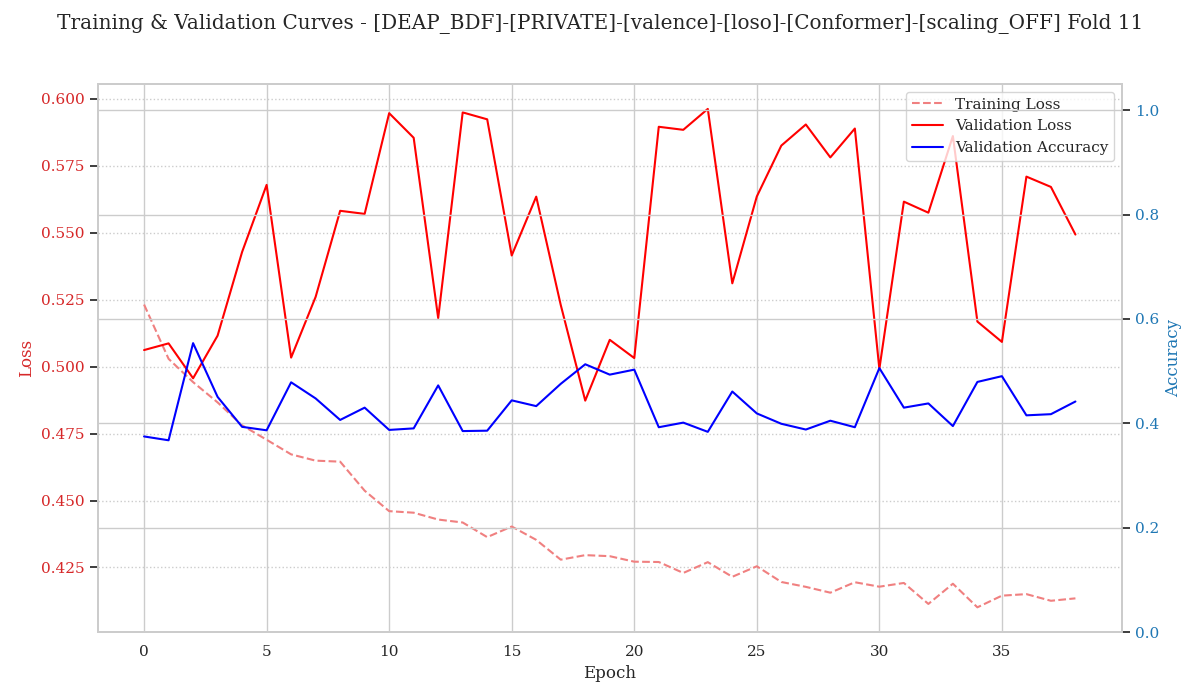 Training & Validation Curves - [DEAP_BDF]-[PRIVATE]-[valence]-[loso]-[Conformer]-[scaling_OFF] Fold 11
Training Loss
Validation Loss
Validation Accuracy
0.600
0.575
0.550
0.525
0.500
0.475
0.450
0.425
Loss
1.0
0.8
0.6
0.4
0.2
0.0
Accuracy
0 5 10 15 20 25 30 35
Epoch